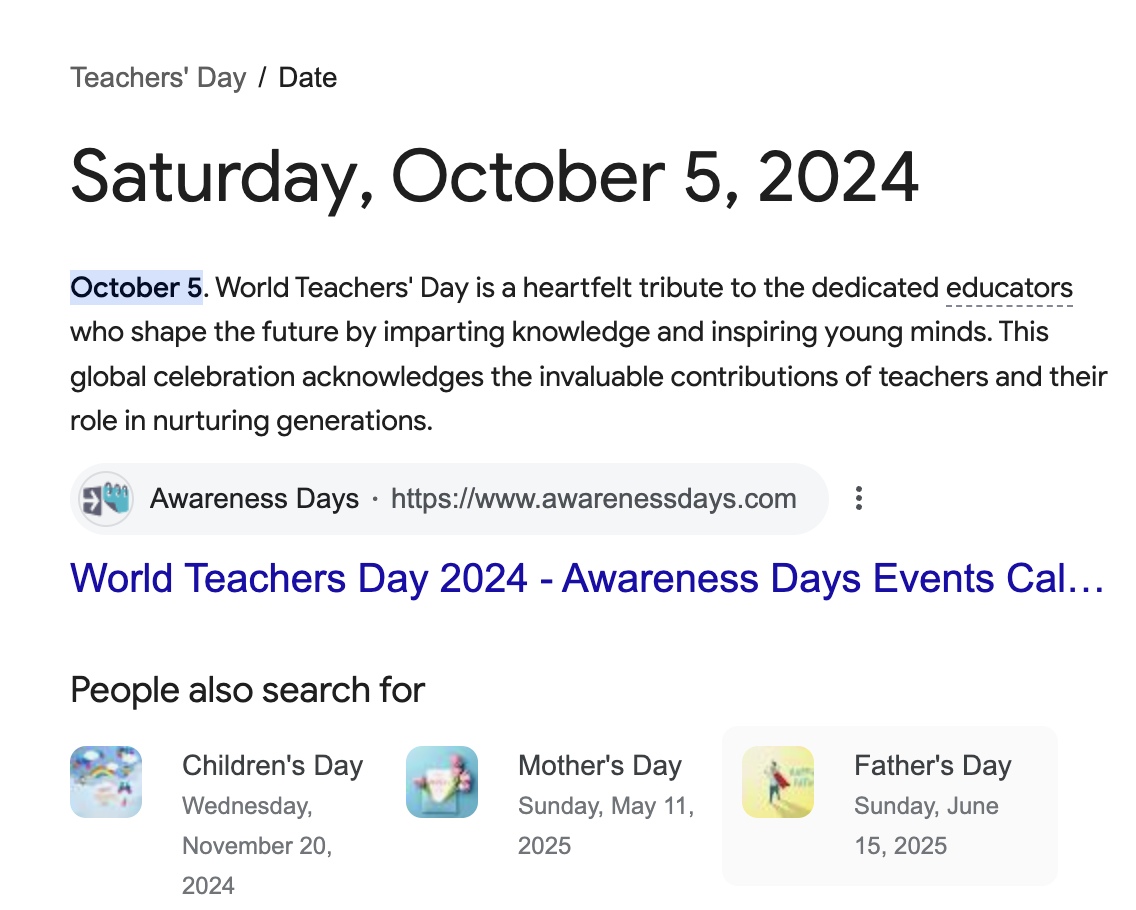 Teachers' Day / Date
Saturday, October 5, 2024
October 5. World Teachers' Day is a heartfelt tribute to the dedicated educators
who shape the future by imparting knowledge and inspiring young minds. This
global celebration acknowledges the invaluable contributions of teachers and their
role in nurturing generations.
Awareness Days · https://www.awarenessdays.com
World Teachers Day 2024 - Awareness Days Events Cal...
People also search for
Children's Day
Wednesday,
November 20,
2024
Mother's Day
Sunday, May 11,
2025
Father's Day
Sunday, June
15, 2025